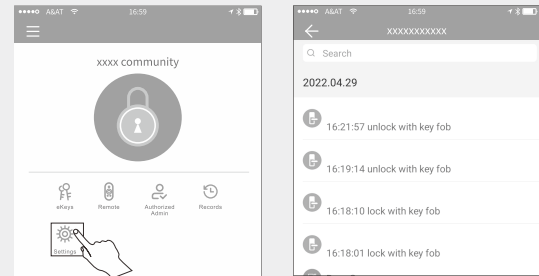 A&AT 16:59
xxxx community
eKeys Remote Authorized Admin Records
Settings
A&AT 16:59
xxxxxxxxxxx
Search
2022.04.29
16:21:57 unlock with key fob
16:19:14 unlock with key fob
16:18:10 lock with key fob
16:18:01 lock with key fob